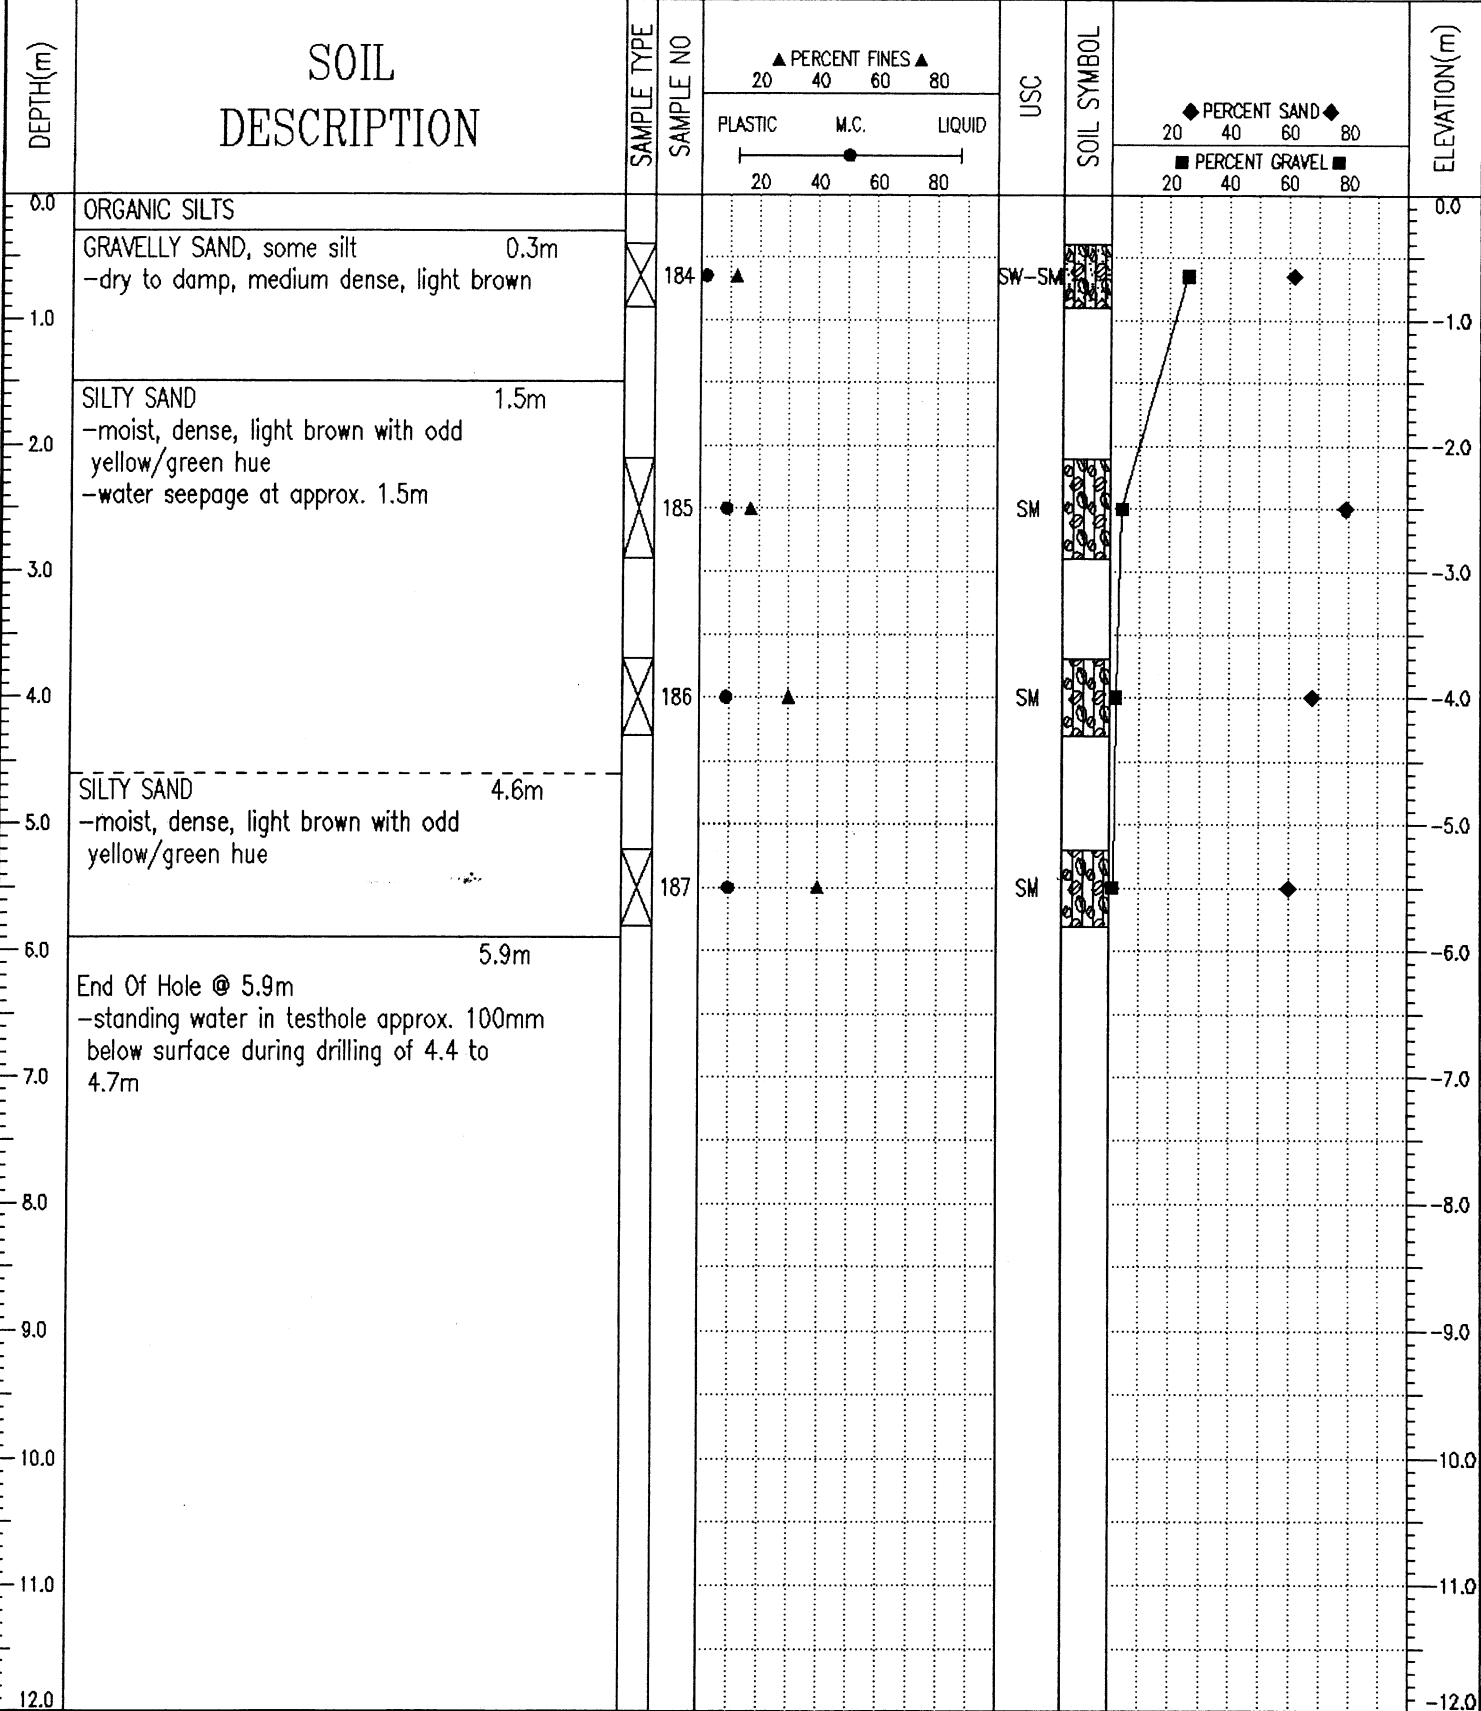 DEPTH(m)
SOIL
DESCRIPTION
SAMPLE TYPE
SAMPLE NO
▲ PERCENT FINES ▲
20 40 60 80
PLASTIC M.C. LIQUID
20 40 60 80
USC
SOIL SYMBOL
◆ PERCENT SAND ◆
20 40 60 80
■ PERCENT GRAVEL ■
20 40 60 80
ELEVATION(m)
0.0
ORGANIC SILTS
0.0
GRAVELLY SAND, some silt 0.3m
-dry to damp, medium dense, light brown
184
SW-SM
1.0
-1.0
SILTY SAND 1.5m
-moist, dense, light brown with odd
2.0
-2.0
yellow/green hue
-water seepage at approx. 1.5m
185
SM
3.0
-3.0
4.0
186
SM
-4.0
SILTY SAND 4.6m
-moist, dense, light brown with odd
5.0
-5.0
yellow/green hue
187
SM
6.0
5.9m
-6.0
End Of Hole @ 5.9m
-standing water in testhole approx. 100mm
below surface during drilling of 4.4 to
4.7m
7.0
-7.0
8.0
-8.0
9.0
-9.0
10.0
-10.0
11.0
-11.0
12.0
-12.0